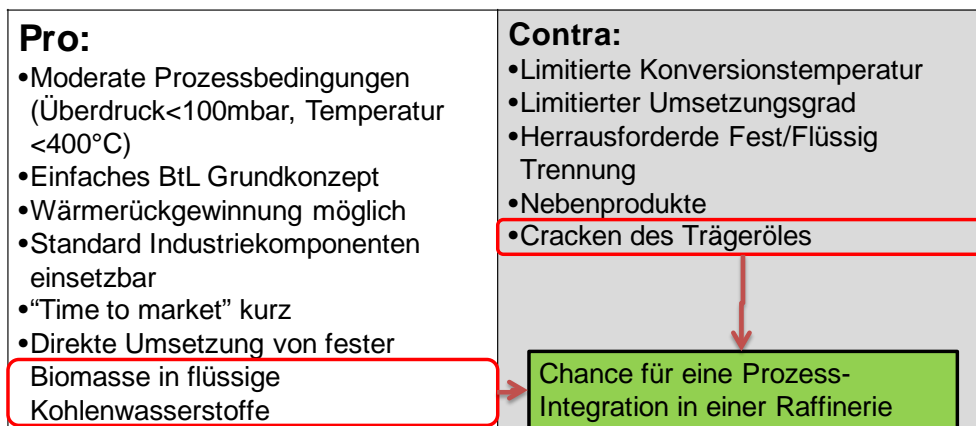 Pro:
•Moderate Prozessbedingungen
(Überdruck<100mbar, Temperatur
<400°C)
•Einfaches BtL Grundkonzept
•Wärmerückgewinnung möglich
•Standard Industriekomponenten
einsetzbar
•“Time to market” kurz
•Direkte Umsetzung von fester
Biomasse in flüssige
Kohlenwasserstoffe
Contra:
•Limitierte Konversionstemperatur
•Limitierter Umsetzungsgrad
•Herrausforderde Fest/Flüssig
Trennung
•Nebenprodukte
•Cracken des Trägeröles
Chance für eine Prozess-
Integration in einer Raffinerie